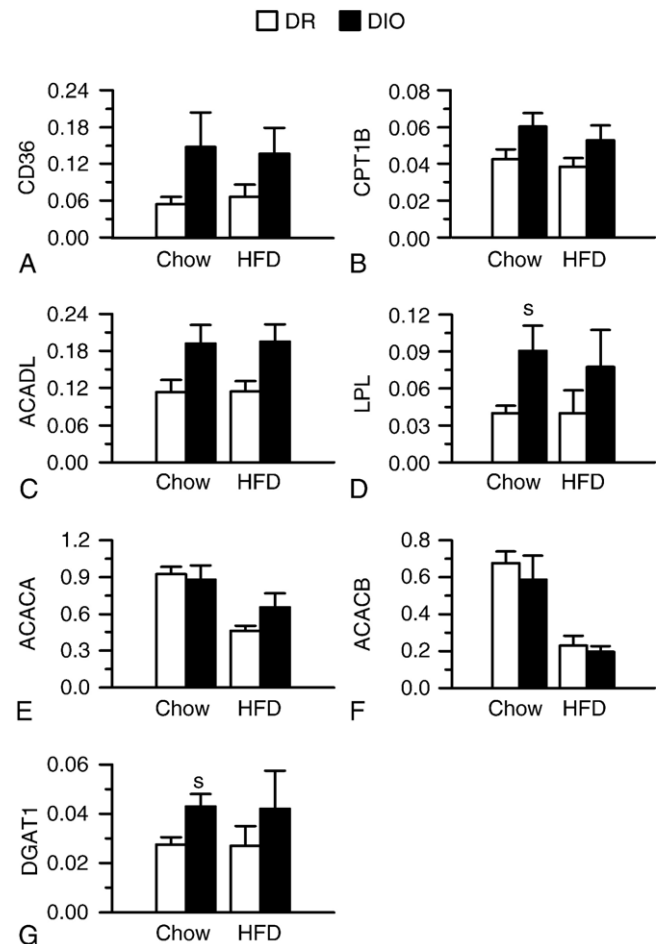 DR DIO
0.24
0.18
0.12
0.06
0.00
CD36
A
Chow HFD
0.08
0.06
0.04
0.02
0.00
CPT1B
B
Chow HFD
0.24
0.18
0.12
0.06
0.00
ACADL
C
Chow HFD
s
0.12
0.09
0.06
0.03
0.00
LPL
D
Chow HFD
1.2
0.9
0.6
0.3
0.0
ACACA
E
Chow HFD
0.8
0.6
0.4
0.2
0.0
ACACB
F
Chow HFD
s
0.06
0.04
0.02
0.00
DGAT1
G
Chow HFD